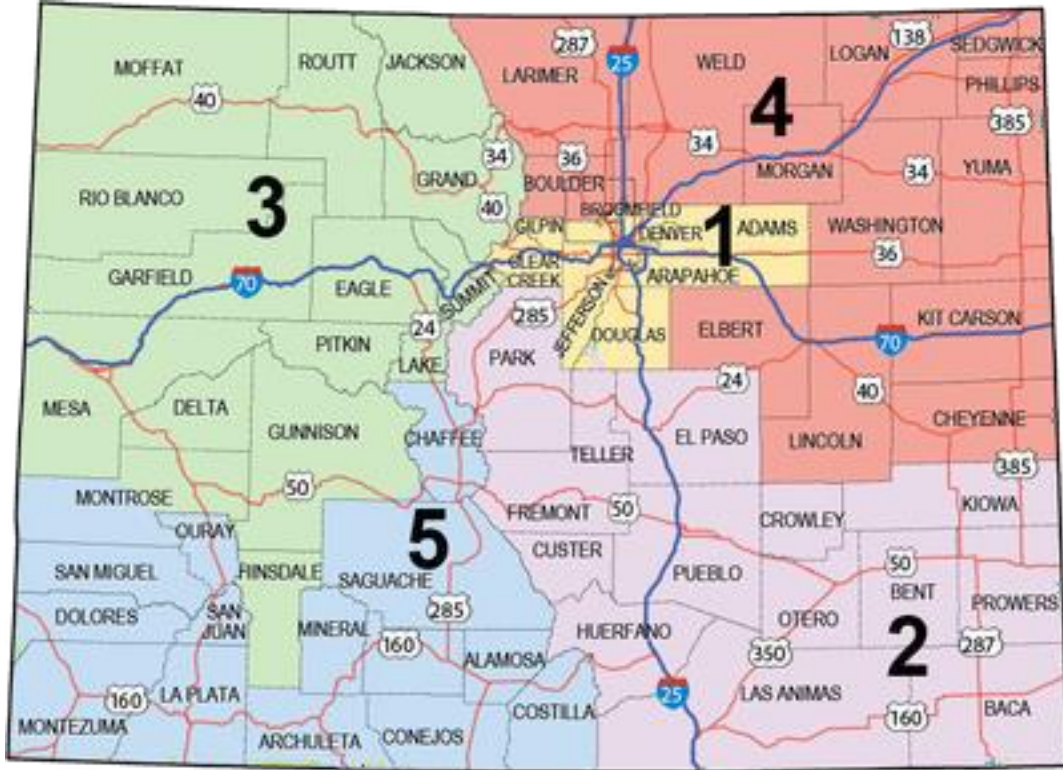 138
SEDGWICK
287
25
LOGAN
ROUTT
JACKSON
WELD
MOFFAT
LARIMER
PHILLIPS
40
4
385
34
36
34
MORGAN
34
YUMA
GRAND
BOULDER
RIO BLANCO
3
40
BROOMFIELD
1
GILPIN
DENVER
ADAMS
WASHINGTON
36
CLEAR
CREEK
ARAPAHOE
GARFIELD
70
EAGLE
SUMMIT
JEFFERSON
285
KIT CARSON
24
ELBERT
70
DOUGLAS
PITKIN
PARK
LAKE
24
40
MESA
DELTA
CHEYENNE
GUNNISON
CHAFFEE
EL PASO
LINCOLN
TELLER
385
50
MONTROSE
KIOWA
FREMONT
50
CROWLEY
OURAY
5
CUSTER
50
SAN MIGUEL
HINSDALE
SAGUACHE
PUEBLO
BENT
PROWERS
DOLORES
SAN
JUAN
285
OTERO
MINERAL
HUERFANO
2
287
160
350
ALAMOSA
LA PLATA
160
25
LAS ANIMAS
COSTILLA
BACA
160
MONTEZUMA
ARCHULETA
CONEJOS